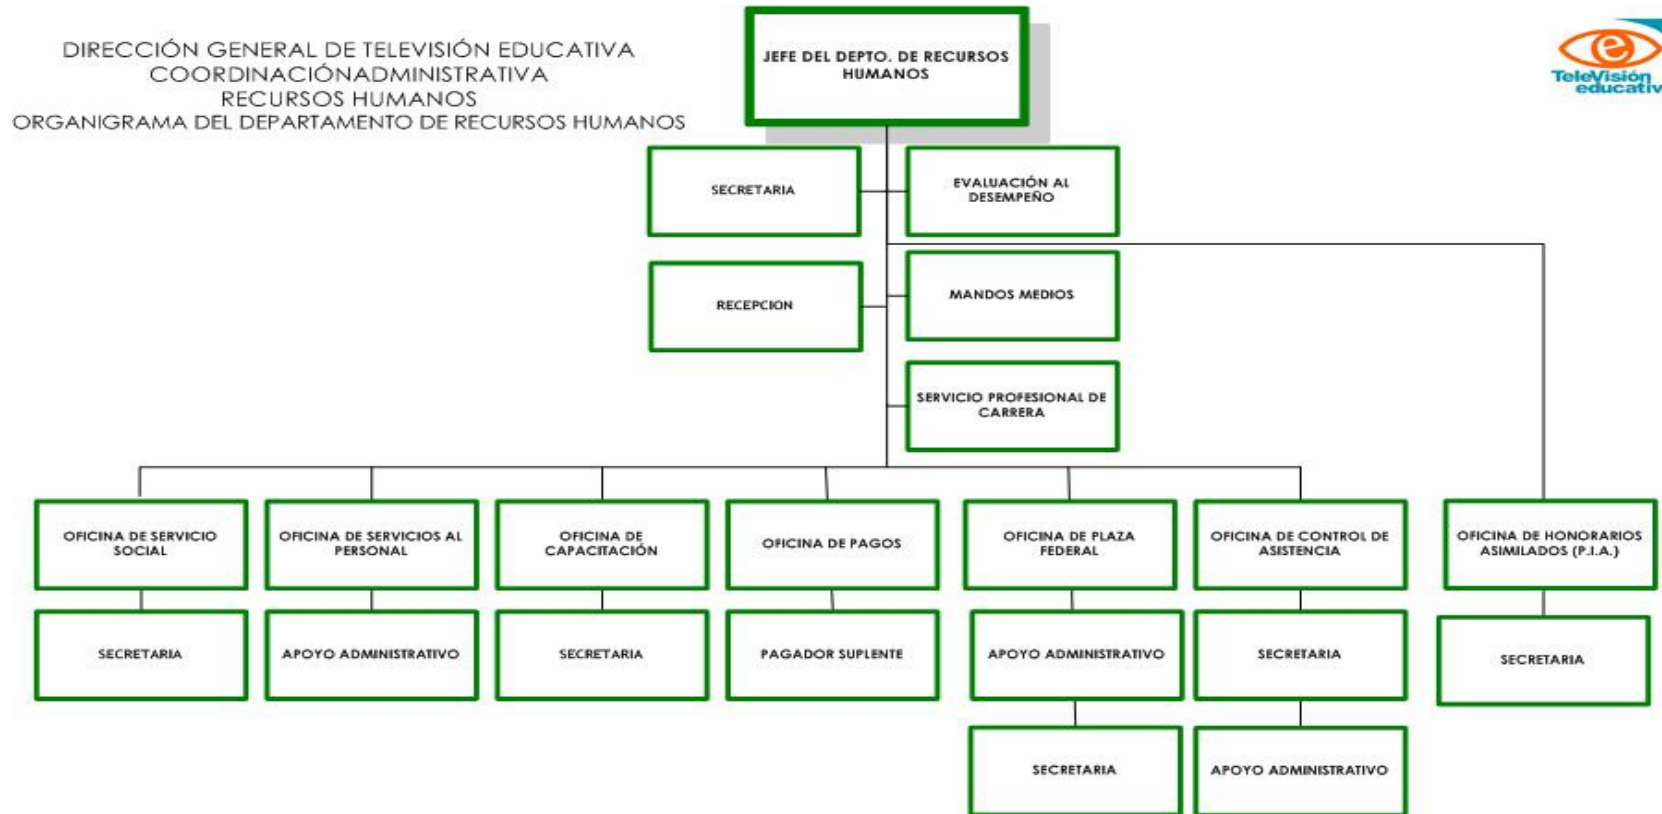 DIRECCIÓN GENERAL DE TELEVISIÓN EDUCATIVA
COORDINACIÓNADMINISTRATIVA
RECURSOS HUMANOS
ORGANIGRAMA DEL DEPARTAMENTO DE RECURSOS HUMANOS
JEFE DEL DEPTO. DE RECURSOS
HUMANOS
e
TeleVisión
educativ
SECRETARIA
EVALUACIÓN AL
DESEMPEÑO
RECEPCION
MANDOS MEDIOS
SERVICIO PROFESIONAL DE
CARRERA
OFICINA DE SERVICIO
SOCIAL
OFICINA DE SERVICIOS AL
PERSONAL
OFICINA DE
CAPACITACIÓN
OFICINA DE PAGOS
OFICINA DE PLAZA
FEDERAL
OFICINA DE CONTROL DE
ASISTENCIA
OFICINA DE HONORARIOS
ASIMILADOS (P.I.A.)
SECRETARIA
APOYO ADMINISTRATIVO
SECRETARIA
PAGADOR SUPLENTE
APOYO ADMINISTRATIVO
SECRETARIA
SECRETARIA
SECRETARIA
APOYO ADMINISTRATIVO